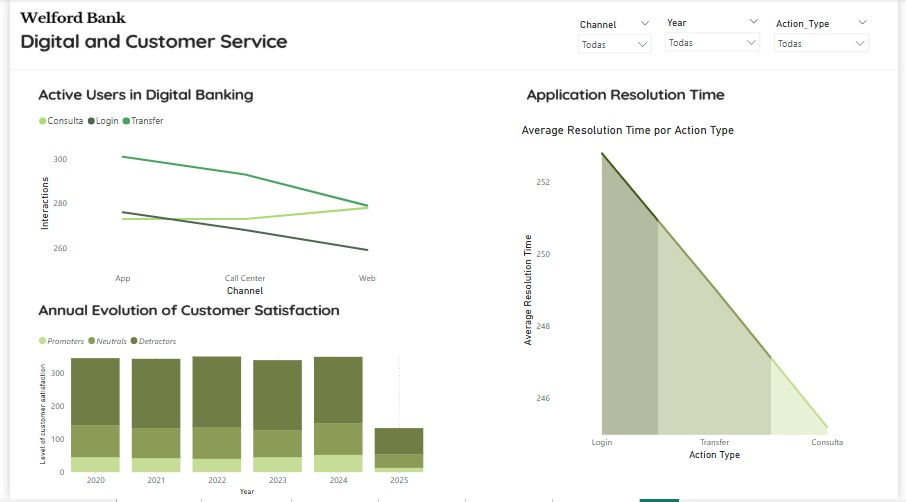 Welford Bank
Digital and Customer Service
Channel
Todas
Year
Todas
Action_Type
Todas
Active Users in Digital Banking
Consulta Login Transfer
Interactions
300
280
260
App Call Center Web
Channel
Annual Evolution of Customer Satisfaction
Promoters Neutrals Detractors
Level of customer satisfaction
300
200
100
0
2020 2021 2022 2023 2024 2025
Year
Application Resolution Time
Average Resolution Time por Action Type
Average Resolution Time
252
250
248
246
Login Transfer Consulta
Action Type